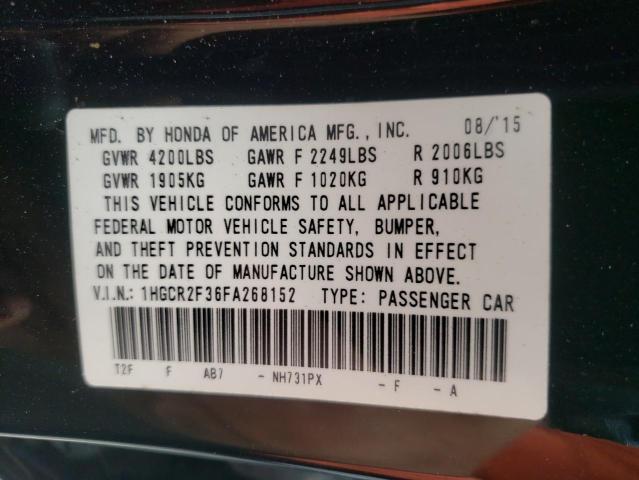 MFD. BY HONDA OF AMERICA MFG., INC. 08/'15
GVWR 4200LBS GAWR F 2249LBS R 2006LBS
GVWR 1905KG GAWR F 1020KG R 910KG
THIS VEHICLE CONFORMS TO ALL APPLICABLE
FEDERAL MOTOR VEHICLE SAFETY, BUMPER,
AND THEFT PREVENTION STANDARDS IN EFFECT
ON THE DATE OF MANUFACTURE SHOWN ABOVE.
V.I.N.: 1HGCR2F36FA268152 TYPE: PASSENGER CAR
T2F F AB7 - NH731PX - F - A